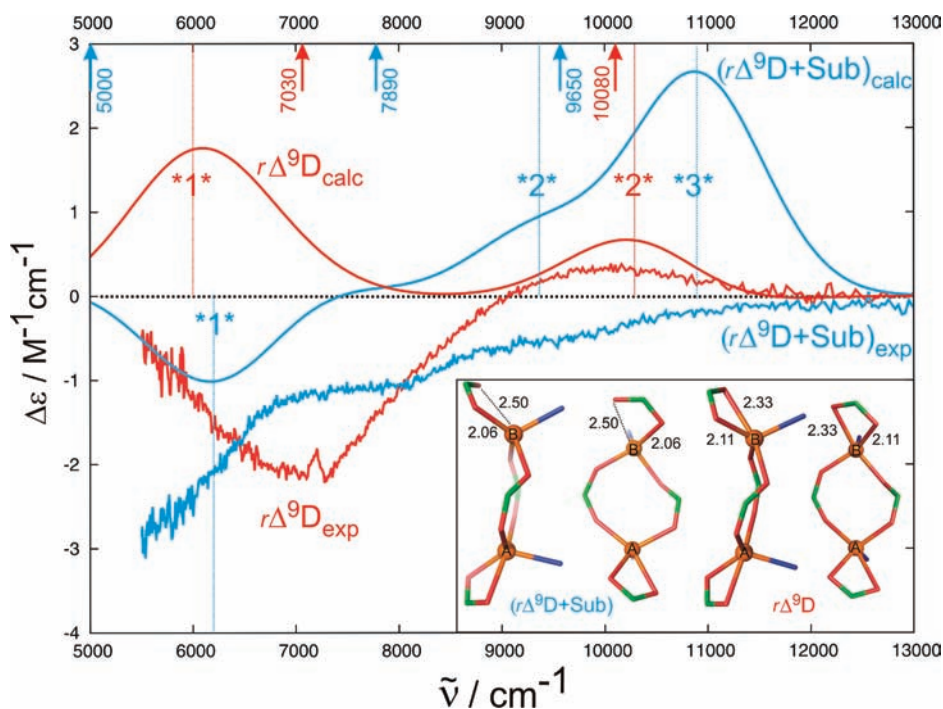 5000 6000 7000 8000 9000 10000 11000 12000 13000
3
2
1
0
-1
-2
-3
-4
Δε / M⁻¹cm⁻¹
5000
7030
7890
9650
10080
(rΔ⁹D+Sub)calc
rΔ⁹Dcalc
*1*
*2*
*2*
*3*
*1*
(rΔ⁹D+Sub)exp
rΔ⁹Dexp
2.50
2.06
B
A
2.50
2.06
B
A
2.33
2.11
B
A
2.33
2.11
B
A
(rΔ⁹D+Sub)
rΔ⁹D
5000 6000 7000 8000 9000 10000 11000 12000 13000
ν̃ / cm⁻¹